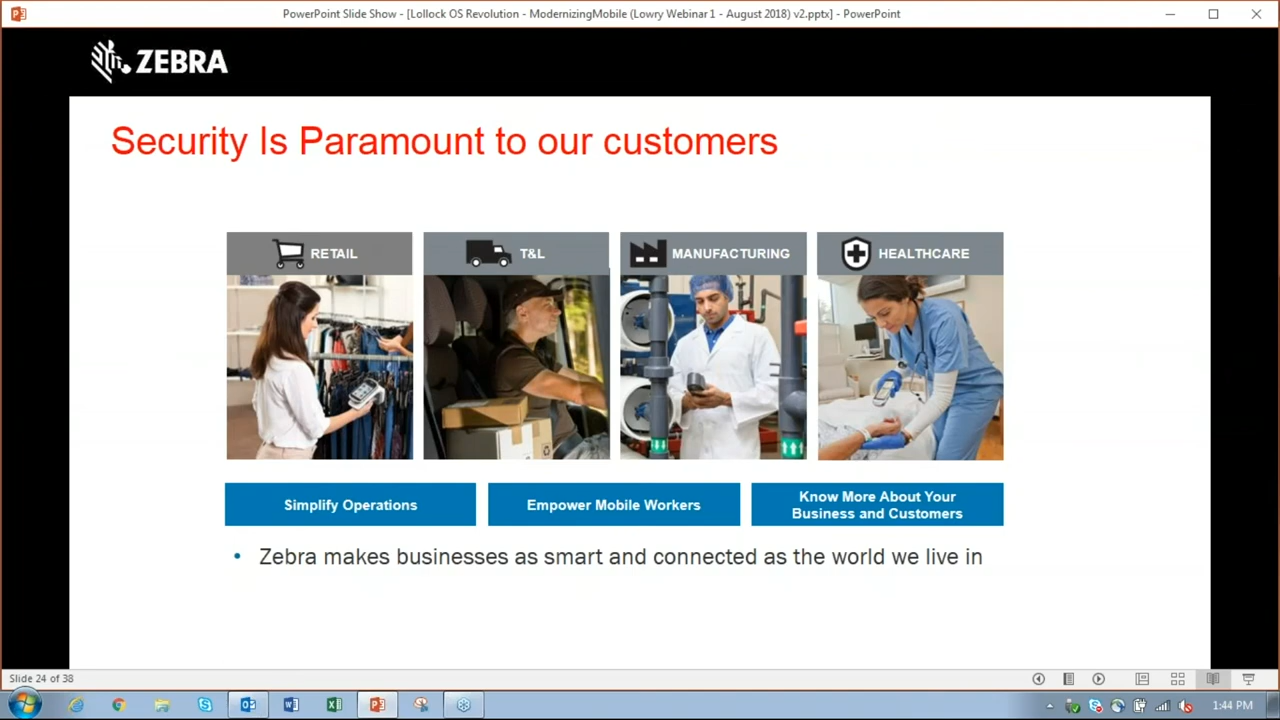 PowerPoint Slide Show - [Lollock OS Revolution - ModernizingMobile (Lowry Webinar 1 - August 2018) v2.pptx] - PowerPoint
ZEBRA
Security Is Paramount to our customers
RETAIL
T&L
MANUFACTURING
HEALTHCARE
Simplify Operations
Empower Mobile Workers
Know More About Your
Business and Customers
• Zebra makes businesses as smart and connected as the world we live in
Slide 24 of 38
1:44 PM